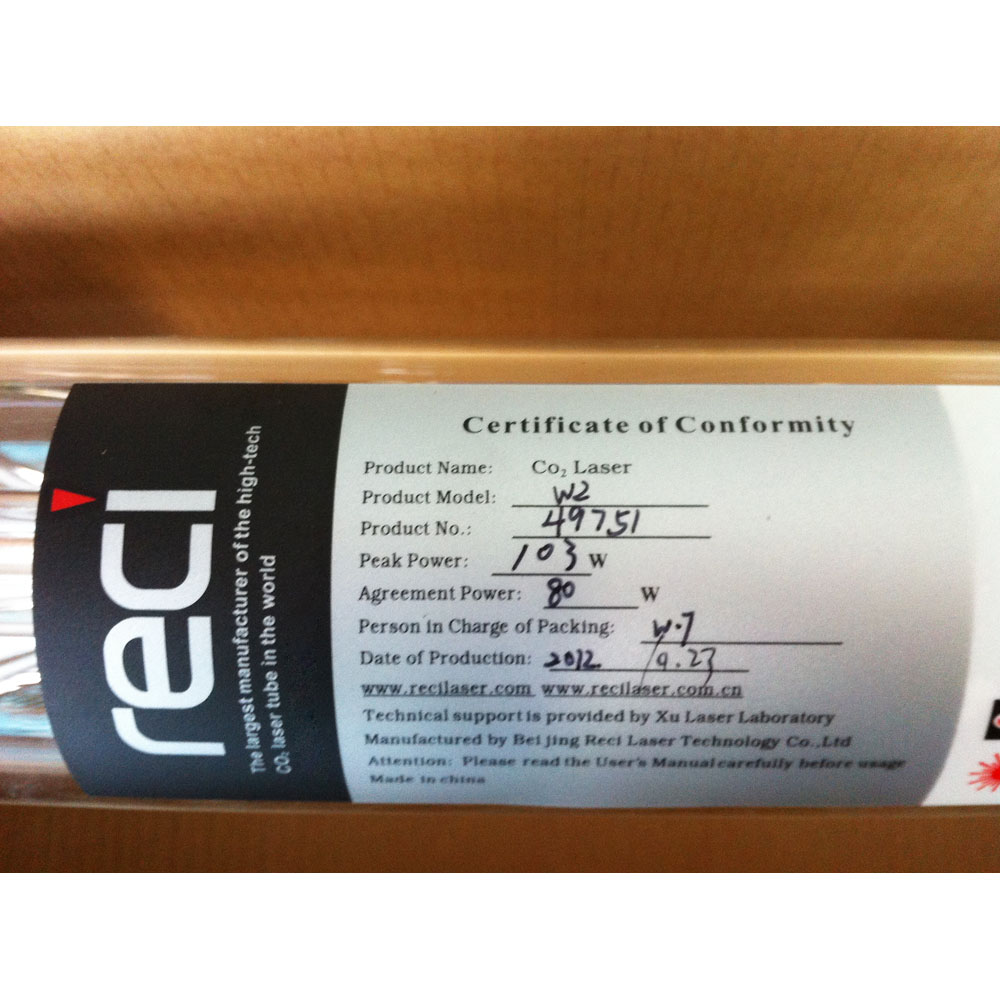 reci
The largest manufacturer of the high-tech
CO₂ laser tube in the world
Certificate of Conformity
Product Name: Co₂ Laser
Product Model: W2
Product No.: 49751
Peak Power: 103 W
Agreement Power: 80 W
Person in Charge of Packing: W.7
Date of Production: 2012/9.23
www.recilaser.com www.recilaser.com.cn
Technical support is provided by Xu Laser Laboratory
Manufactured by Beijing Reci Laser Technology Co.,Ltd
Attention: Please read the User's Manual carefully before usage
Made in china